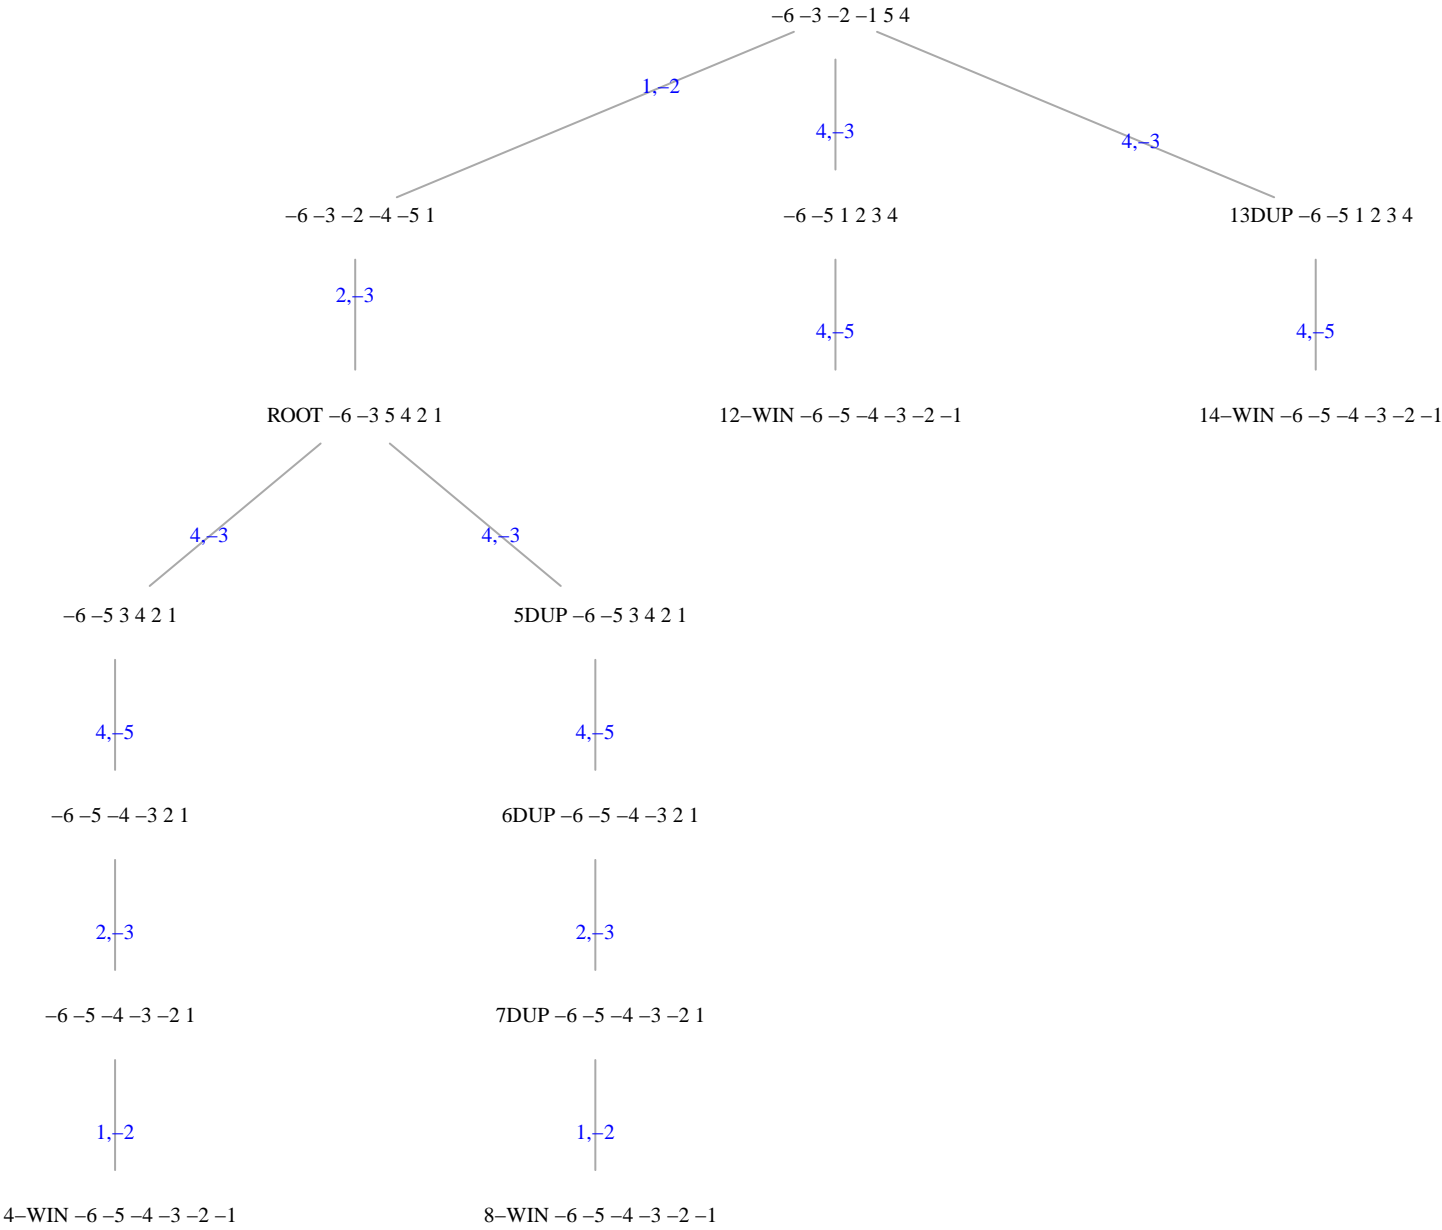 –6 –3 –2 –1 5 4
1,–2
4,–3
4,–3
–6 –3 –2 –4 –5 1
–6 –5 1 2 3 4
13DUP –6 –5 1 2 3 4
2,–3
4,–5
4,–5
ROOT –6 –3 5 4 2 1
12–WIN –6 –5 –4 –3 –2 –1
14–WIN –6 –5 –4 –3 –2 –1
4,–3
4,–3
–6 –5 3 4 2 1
5DUP –6 –5 3 4 2 1
4,–5
4,–5
–6 –5 –4 –3 2 1
6DUP –6 –5 –4 –3 2 1
2,–3
2,–3
–6 –5 –4 –3 –2 1
7DUP –6 –5 –4 –3 –2 1
1,–2
1,–2
4–WIN –6 –5 –4 –3 –2 –1
8–WIN –6 –5 –4 –3 –2 –1